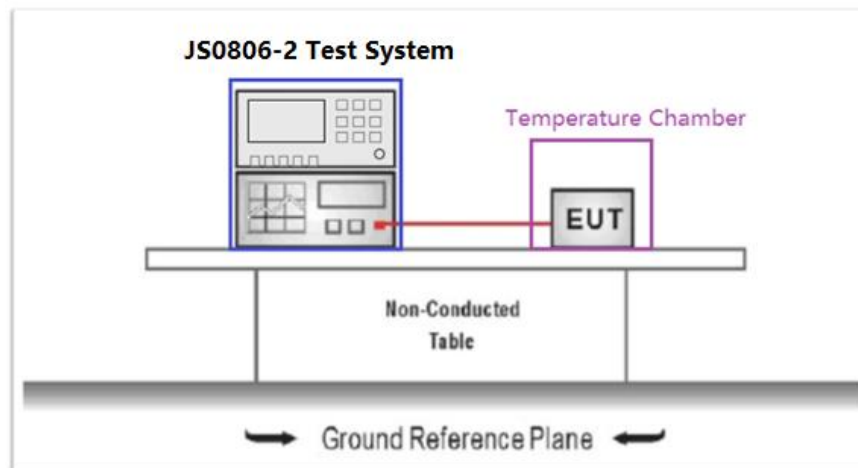 JS0806-2 Test System
Temperature Chamber
EUT
Non-Conducted
Table
Ground Reference Plane